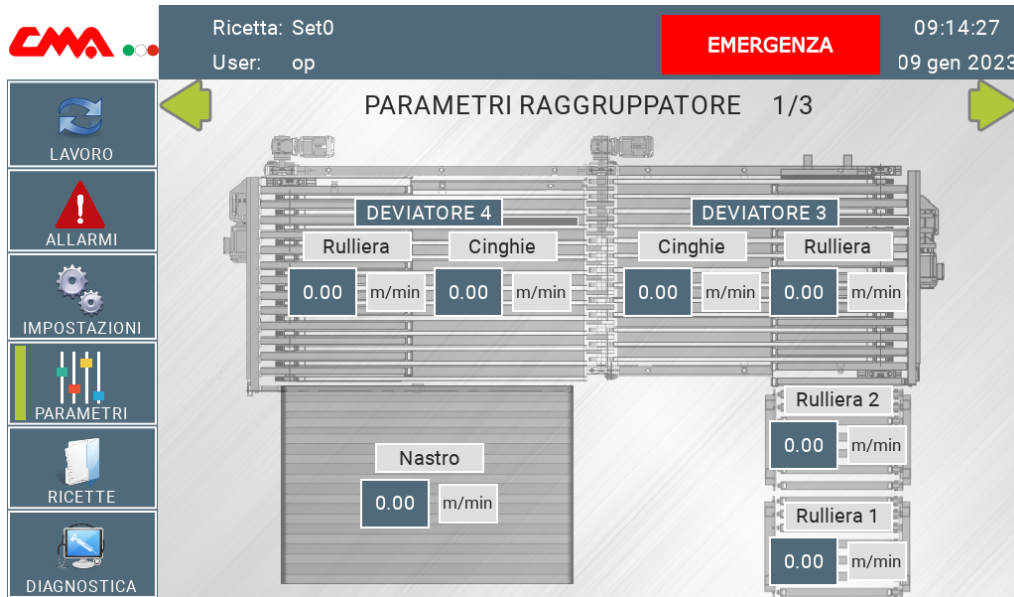 CMA
Ricetta: Set0
User: op
EMERGENZA
09:14:27
09 gen 2023
LAVORO
ALLARMI
IMPOSTAZIONI
PARAMETRI
RICETTE
DIAGNOSTICA
PARAMETRI RAGGRUPPATORE 1/3
DEVIATORE 4 DEVIATORE 3
Rulliera Cinghie Cinghie Rulliera
0.00 m/min 0.00 m/min 0.00 m/min 0.00 m/min
Rulliera 2
0.00 m/min
Nastro
0.00 m/min
Rulliera 1
0.00 m/min